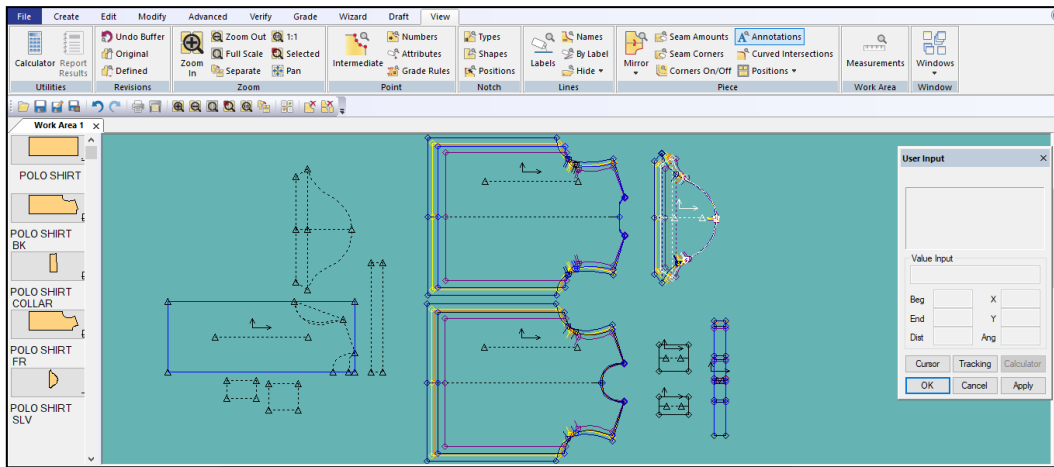 File Create Edit Modify Advanced Verify Grade Wizard Draft View
Undo Buffer Zoom Out 1:1 Numbers Types Names Seam Amounts Annotations
Original Full Scale Selected Attributes Shapes By Label Seam Corners Curved Intersections
Calculator Report Results Defined Zoom In Separate Pan Intermediate Grade Rules Positions Labels Hide Mirror Corners On/Off Positions Measurements Windows
Utilities Revisions Zoom Point Notch Lines Piece Work Area Window
Work Area 1 x
POLO SHIRT
POLO SHIRT
BK
POLO SHIRT
COLLAR
POLO SHIRT
FR
POLO SHIRT
SLV
User Input
Value Input
Beg X
End Y
Dist Ang
Cursor Tracking Calculator
OK Cancel Apply